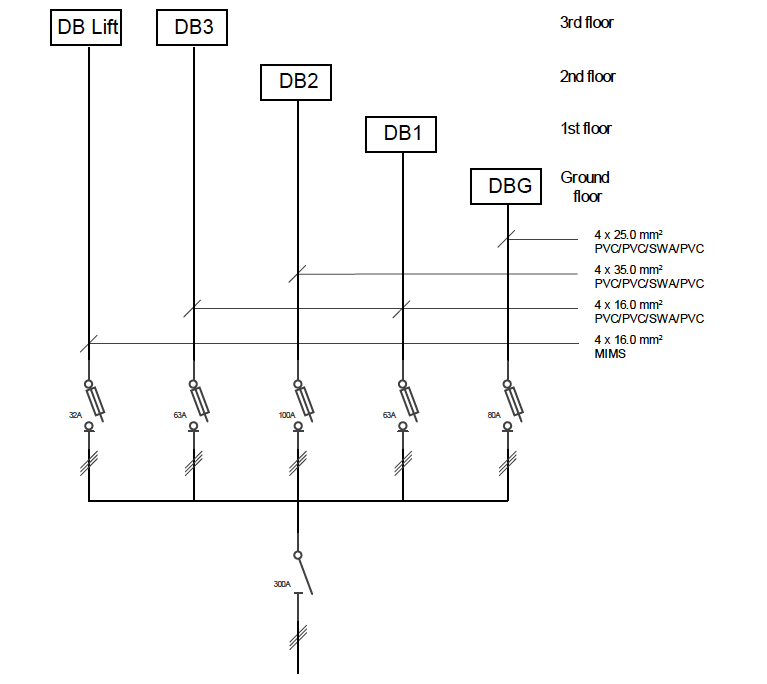 DB Lift
DB3
3rd floor
DB2
2nd floor
DB1
1st floor
DBG
Ground
floor
4 x 25.0 mm²
PVC/PVC/SWA/PVC
4 x 35.0 mm²
PVC/PVC/SWA/PVC
4 x 16.0 mm²
PVC/PVC/SWA/PVC
4 x 16.0 mm²
MIMS
32A
63A
100A
63A
80A
300A